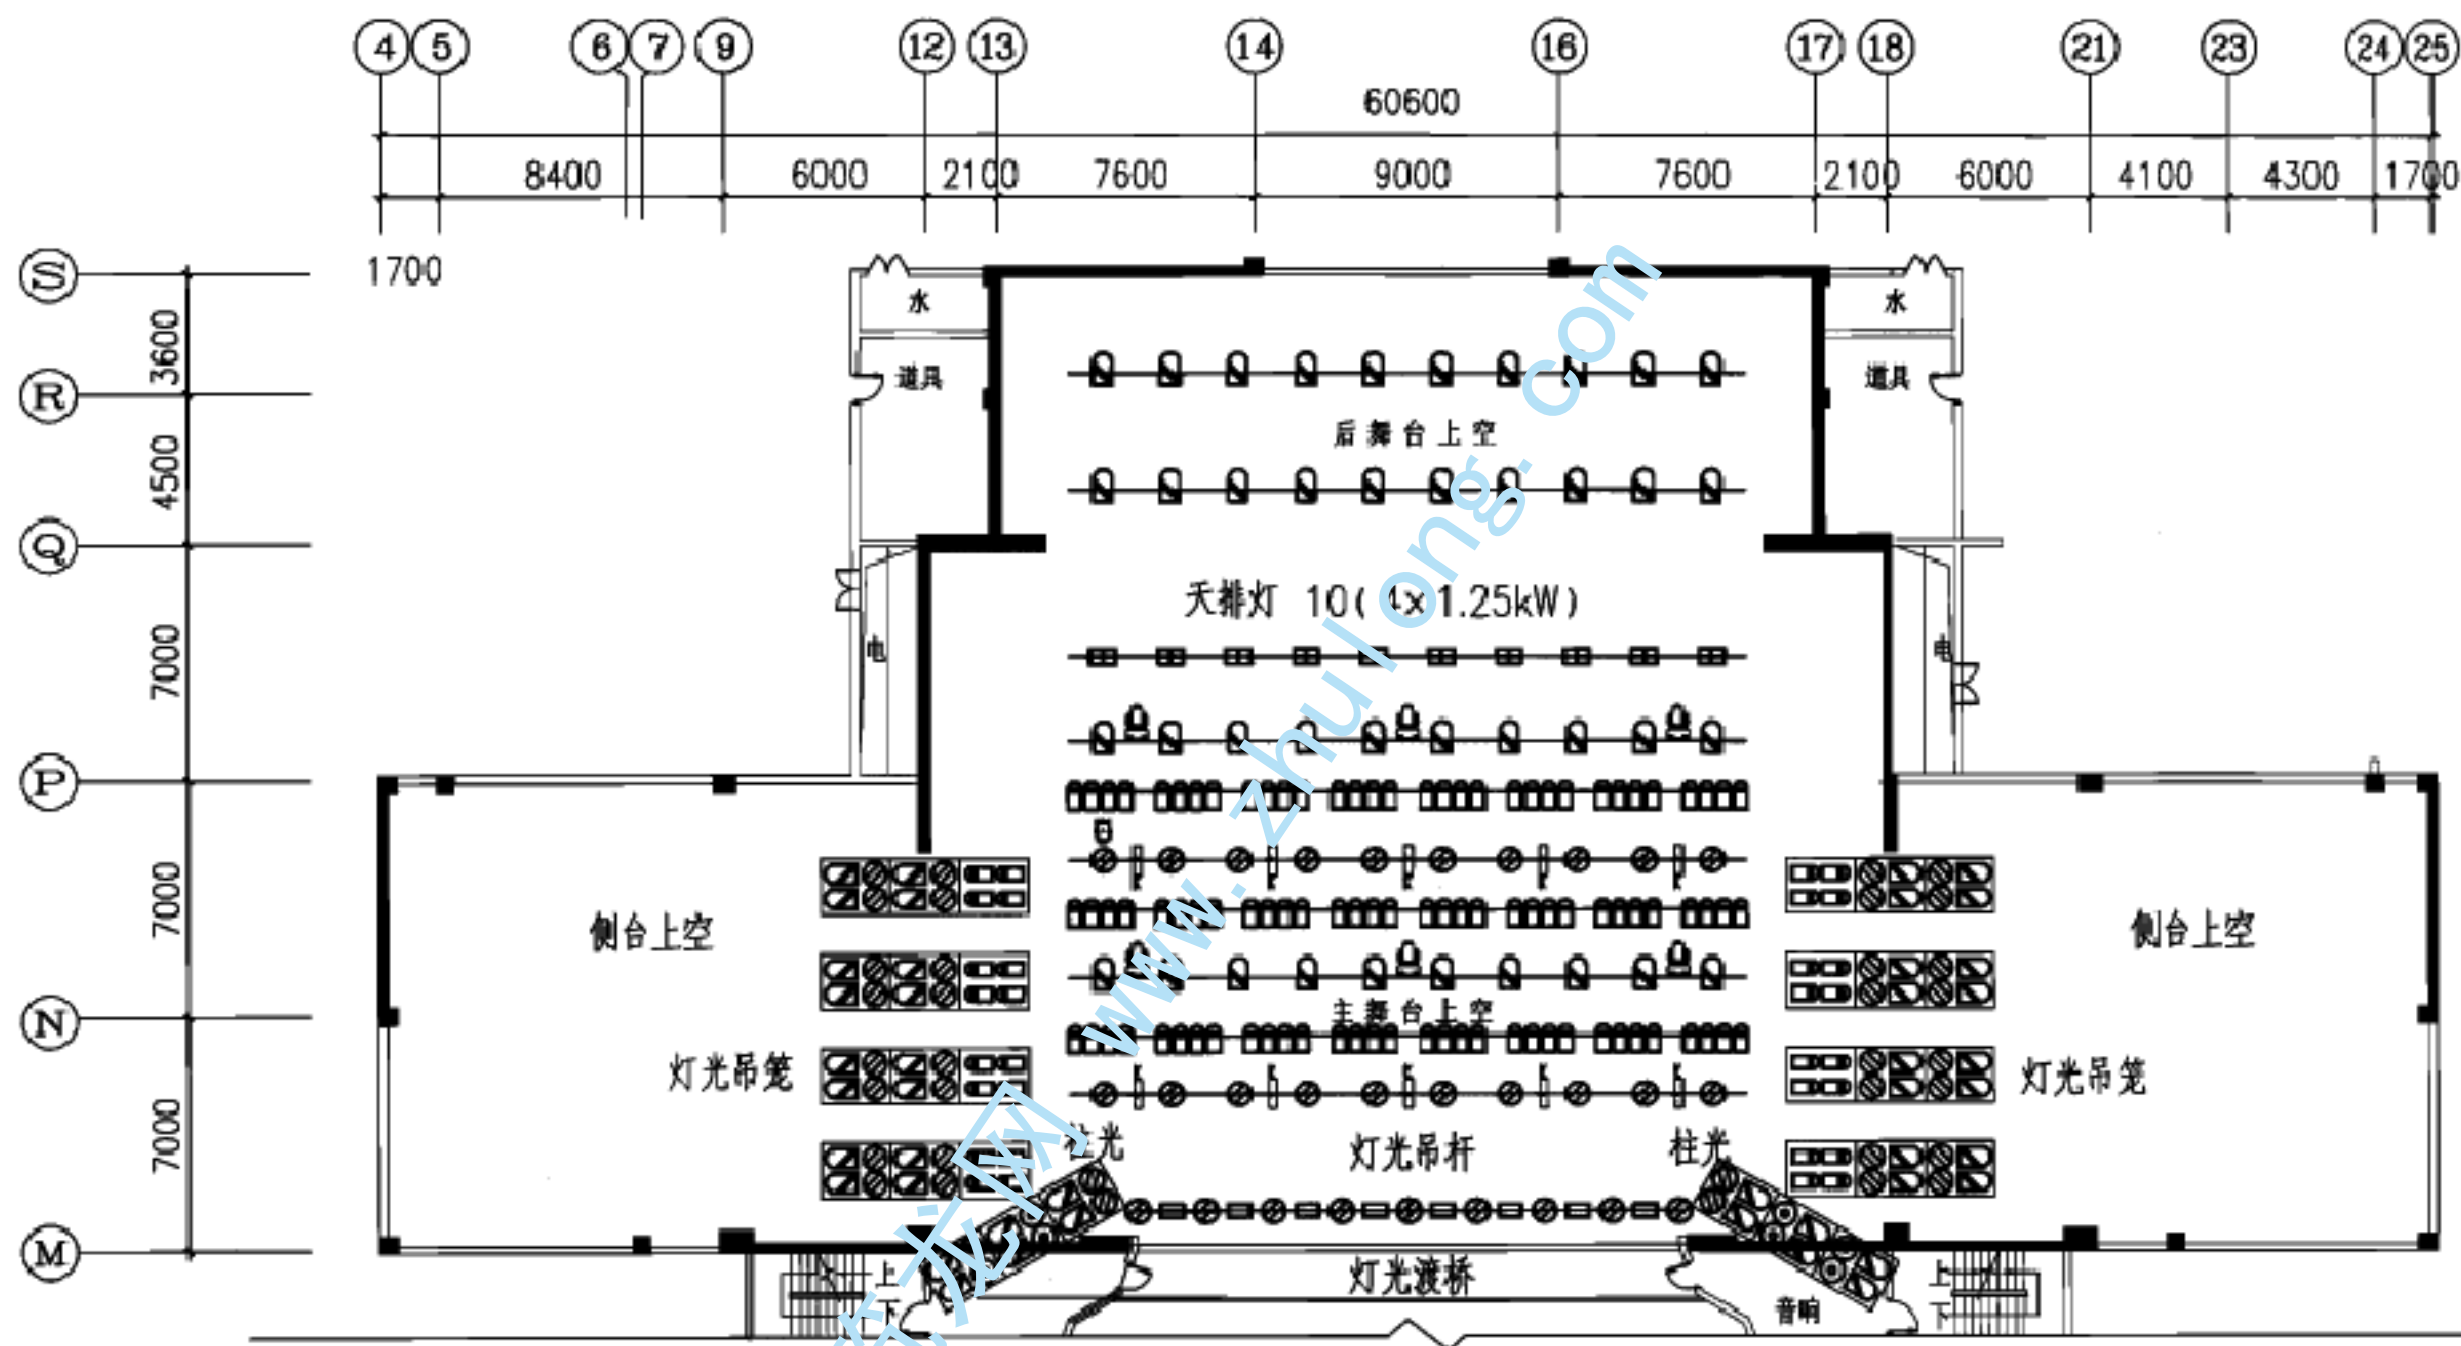 4 5 6 7 9 12 13 14 16 17 18 21 23 24 25
60600
8400 6000 2100 7600 9000 7600 2100 6000 4100 4300 1700
1700
S
3600
R
4500
Q
7000
P
7000
N
7000
M
水
水
道具
道具
后舞台上空
天排灯 10(4x1.25kW)
电
电
侧台上空
侧台上空
主舞台上空
灯光吊笼
灯光吊笼
柱光
灯光吊杆
柱光
灯光渡桥
上
下
音响
上
下
www.zhulong.com
龙网